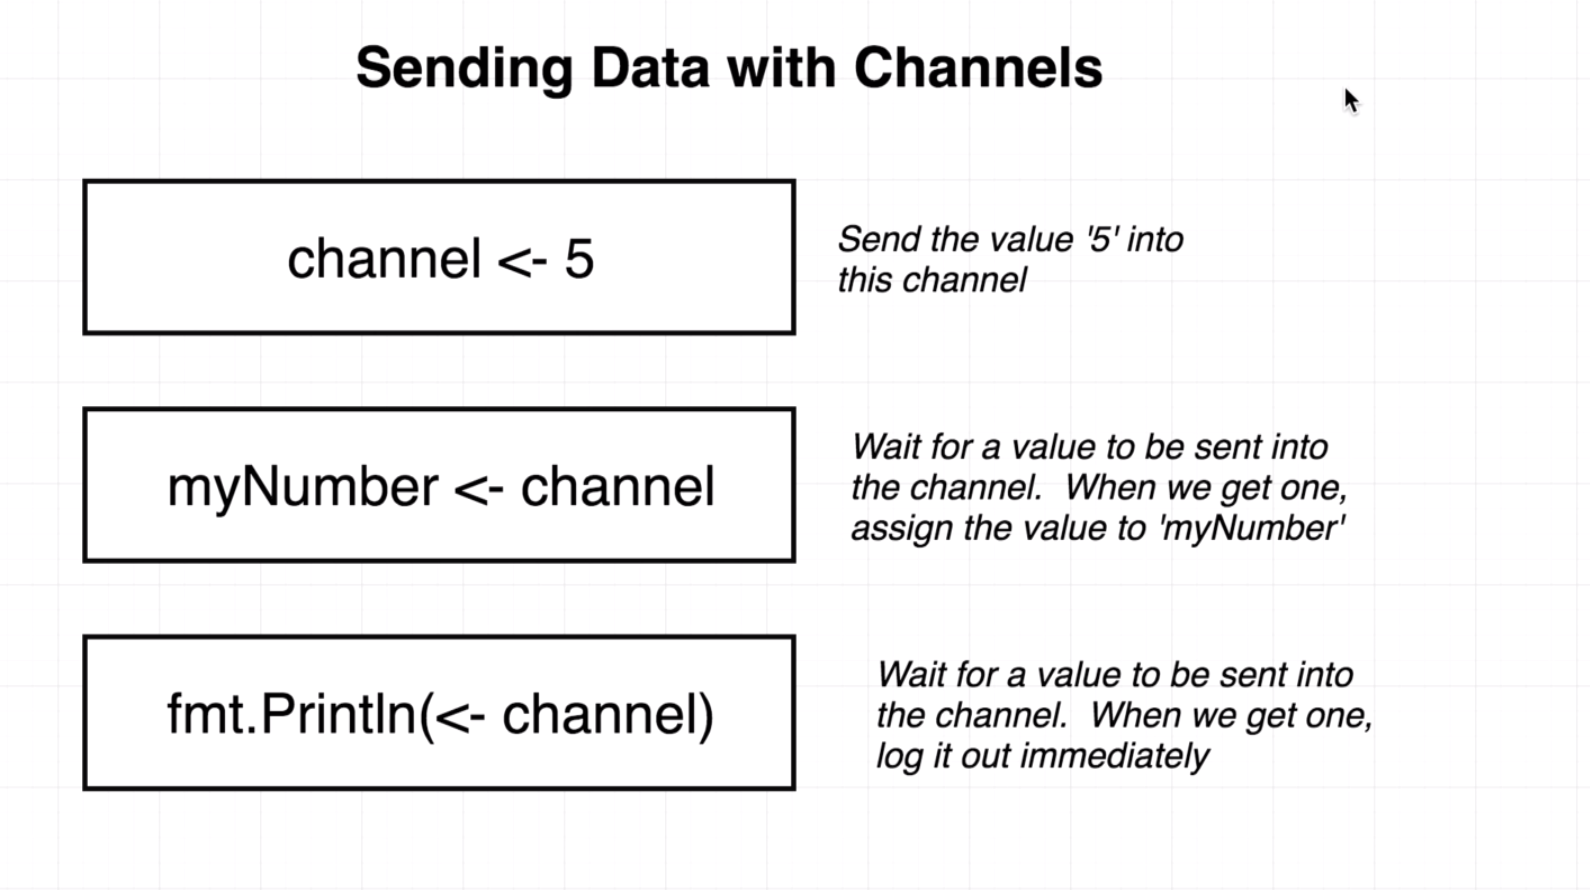 Sending Data with Channels
channel <- 5
Send the value '5' into
this channel
myNumber <- channel
Wait for a value to be sent into
the channel.  When we get one,
assign the value to 'myNumber'
fmt.Println(<- channel)
Wait for a value to be sent into
the channel.  When we get one,
log it out immediately